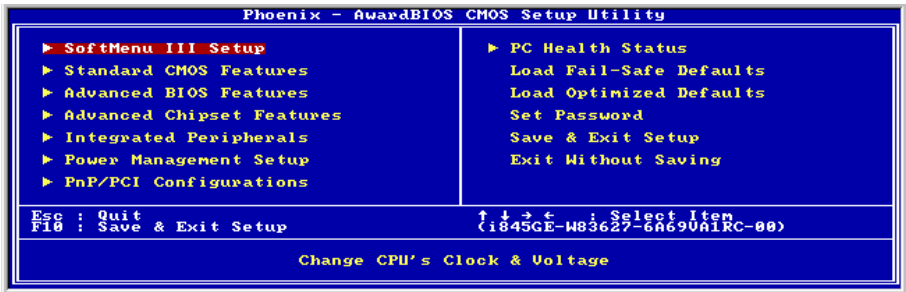 Phoenix - AwardBIOS CMOS Setup Utility
SoftMenu III Setup
Standard CMOS Features
Advanced BIOS Features
Advanced Chipset Features
Integrated Peripherals
Power Management Setup
PnP/PCI Configurations
PC Health Status
Load Fail-Safe Defaults
Load Optimized Defaults
Set Password
Save & Exit Setup
Exit Without Saving
Esc : Quit
F10 : Save & Exit Setup
↑ ↓ → ← : Select Item
(i845GE-W83627-6A69VA1RC-00)
Change CPU's Clock & Voltage